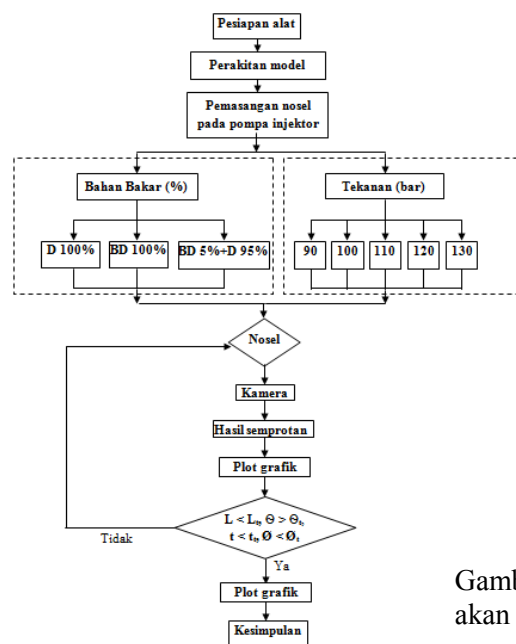 Pesiapan alat
Perakitan model
Pemasangan nosel
pada pompa injektor
Bahan Bakar (%)
Tekanan (bar)
D 100%
BD 100%
BD 5%+D 95%
90
100
110
120
130
Nosel
Kamera
Hasil semprotan
Plot grafik
L < Lₜ, Θ > Θₜ,
t < tₜ, Ø < Øₜ
Tidak
Ya
Plot grafik
Kesimpulan
Gamb
akan